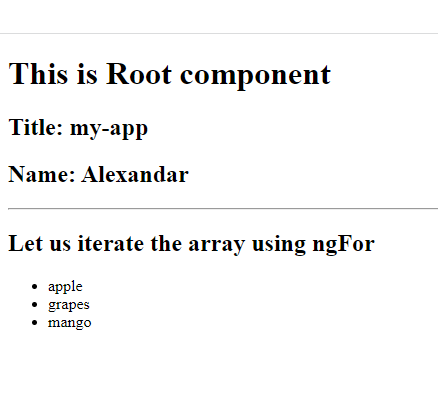 This is Root component
Title: my-app
Name: Alexandar
Let us iterate the array using ngFor
apple
grapes
mango